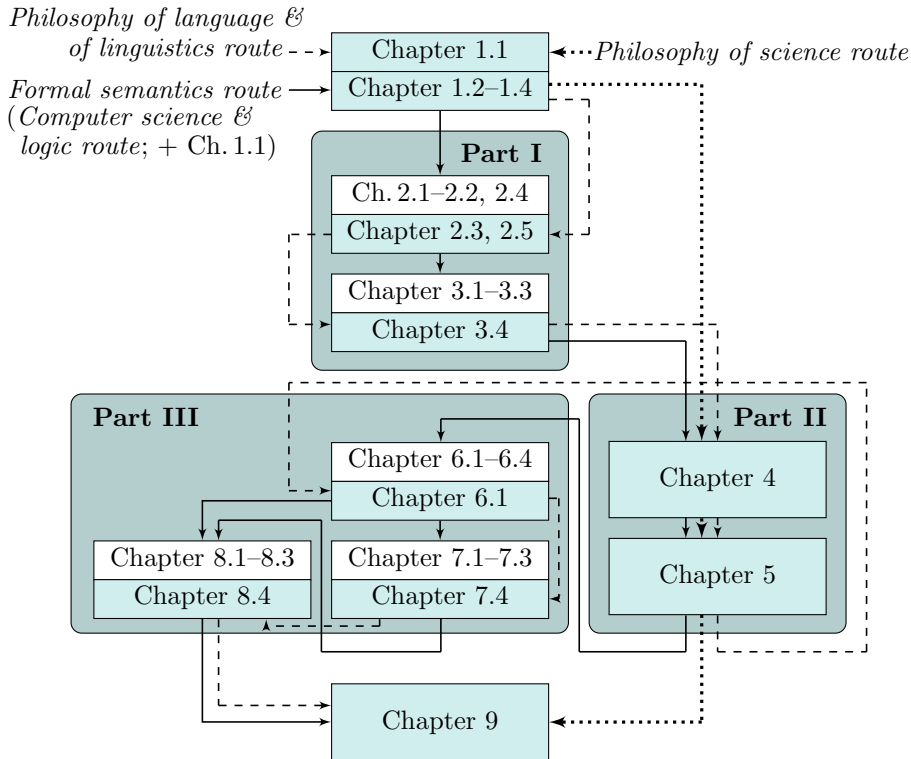 Philosophy of language &
of linguistics route
Chapter 1.1
Philosophy of science route
Formal semantics route
Chapter 1.2–1.4
(Computer science &
logic route; + Ch. 1.1)
Part I
Ch. 2.1–2.2, 2.4
Chapter 2.3, 2.5
Chapter 3.1–3.3
Chapter 3.4
Part III
Part II
Chapter 6.1–6.4
Chapter 6.1
Chapter 4
Chapter 8.1–8.3
Chapter 7.1–7.3
Chapter 5
Chapter 8.4
Chapter 7.4
Chapter 9